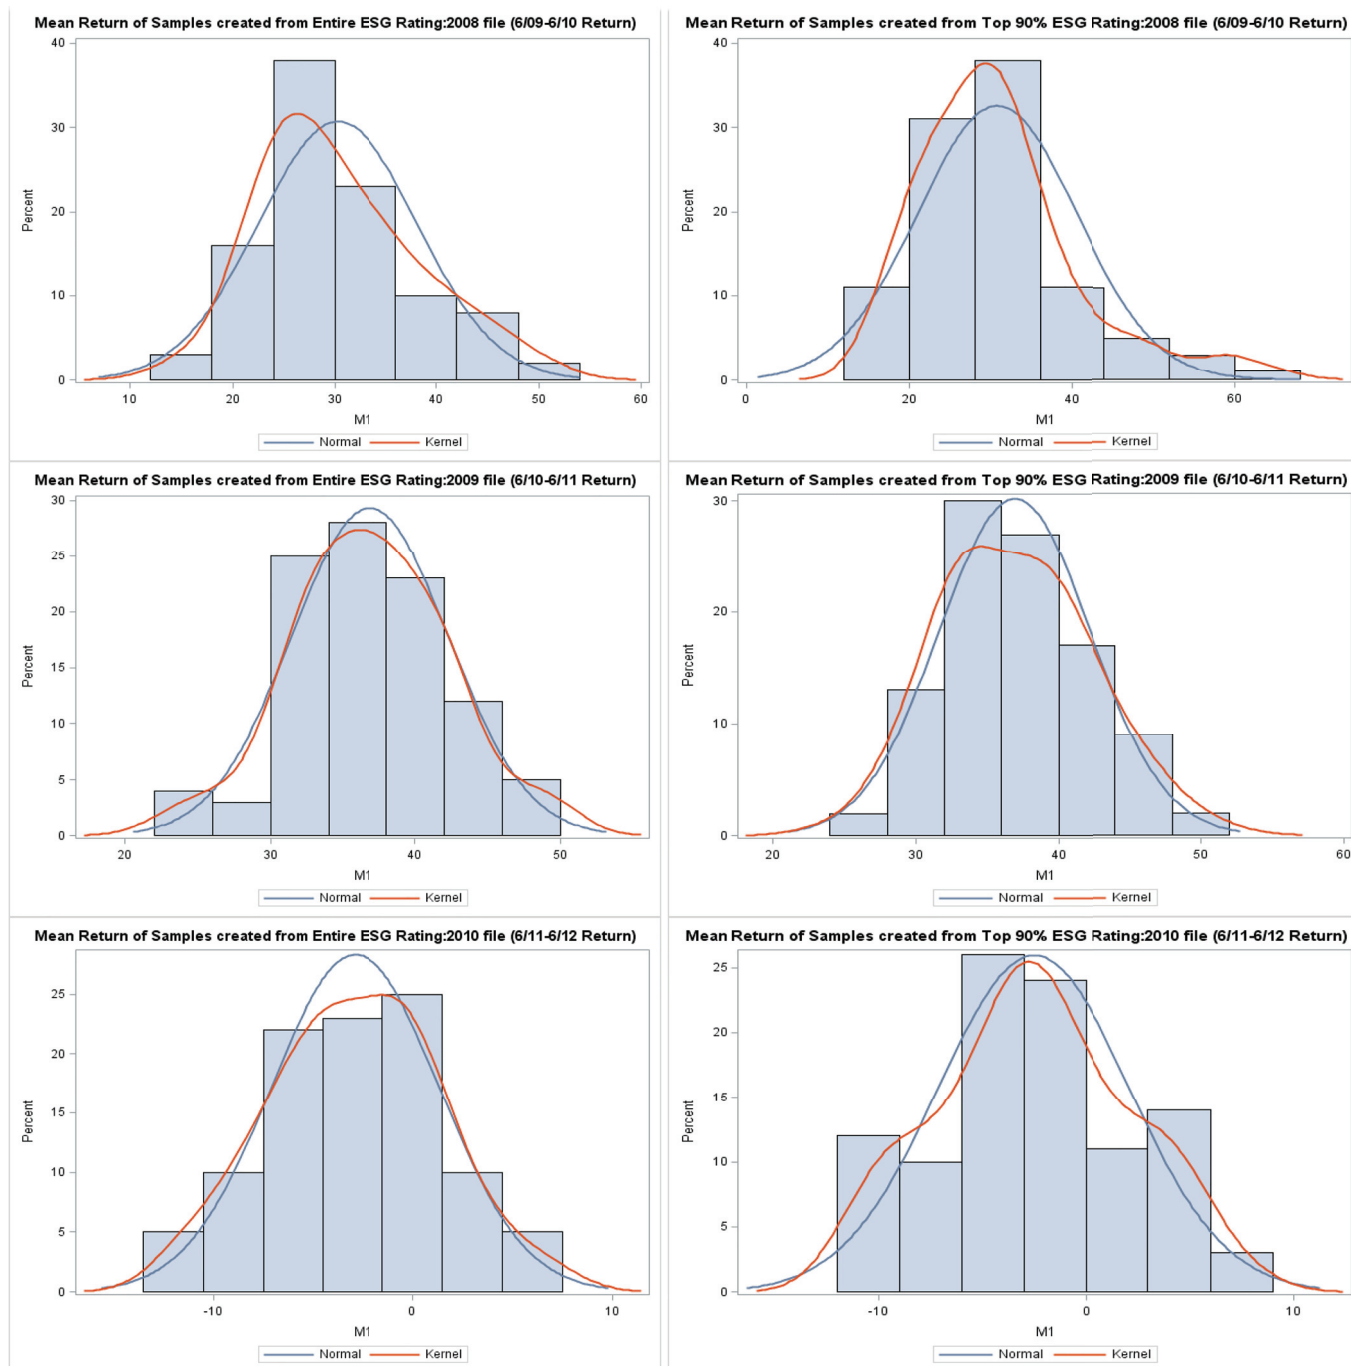 Mean Return of Samples created from Entire ESG Rating:2008 file (6/09-6/10 Return)
40
30
20
10
0
Percent
10 20 30 40 50 60
M1
Normal Kernel
Mean Return of Samples created from Top 90% ESG Rating:2008 file (6/09-6/10 Return)
40
30
20
10
0
Percent
0 20 40 60
M1
Normal Kernel
Mean Return of Samples created from Entire ESG Rating:2009 file (6/10-6/11 Return)
30
25
20
15
10
5
0
Percent
20 30 40 50
M1
Normal Kernel
Mean Return of Samples created from Top 90% ESG Rating:2009 file (6/10-6/11 Return)
30
20
10
0
Percent
20 30 40 50 60
M1
Normal Kernel
Mean Return of Samples created from Entire ESG Rating:2010 file (6/11-6/12 Return)
25
20
15
10
5
0
Percent
-10 0 10
M1
Normal Kernel
Mean Return of Samples created from Top 90% ESG Rating:2010 file (6/11-6/12 Return)
25
20
15
10
5
0
Percent
-10 0 10
M1
Normal Kernel